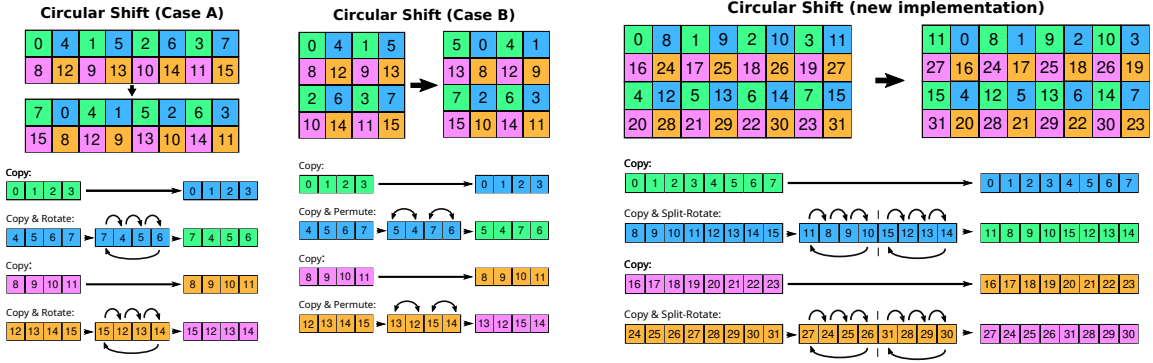 Circular Shift (Case A)
0 4 1 5 2 6 3 7
8 12 9 13 10 14 11 15
7 0 4 1 5 2 6 3
15 8 12 9 13 10 14 11
Copy:
0 1 2 3 0 1 2 3
Copy & Rotate:
4 5 6 7 7 4 5 6 7 4 5 6
Copy:
8 9 10 11 8 9 10 11
Copy & Rotate:
12 13 14 15 15 12 13 14 15 12 13 14
Circular Shift (Case B)
0 4 1 5 5 0 4 1
8 12 9 13 13 8 12 9
2 6 3 7 7 2 6 3
10 14 11 15 15 10 14 11
Copy:
0 1 2 3 0 1 2 3
Copy & Permute:
4 5 6 7 5 4 7 6 5 4 7 6
Copy:
8 9 10 11 8 9 10 11
Copy & Permute:
12 13 14 15 13 12 15 14 13 12 15 14
Circular Shift (new implementation)
0 8 1 9 2 10 3 11 11 0 8 1 9 2 10 3
16 24 17 25 18 26 19 27 27 16 24 17 25 18 26 19
4 12 5 13 6 14 7 15 15 4 12 5 13 6 14 7
20 28 21 29 22 30 23 31 31 20 28 21 29 22 30 23
Copy:
0 1 2 3 4 5 6 7 0 1 2 3 4 5 6 7
Copy & Split-Rotate:
8 9 10 11 12 13 14 15 11 8 9 10 15 12 13 14 11 8 9 10 15 12 13 14
Copy:
16 17 18 19 20 21 22 23 16 17 18 19 20 21 22 23
Copy & Split-Rotate:
24 25 26 27 28 29 30 31 27 24 25 26 31 28 29 30 27 24 25 26 31 28 29 30